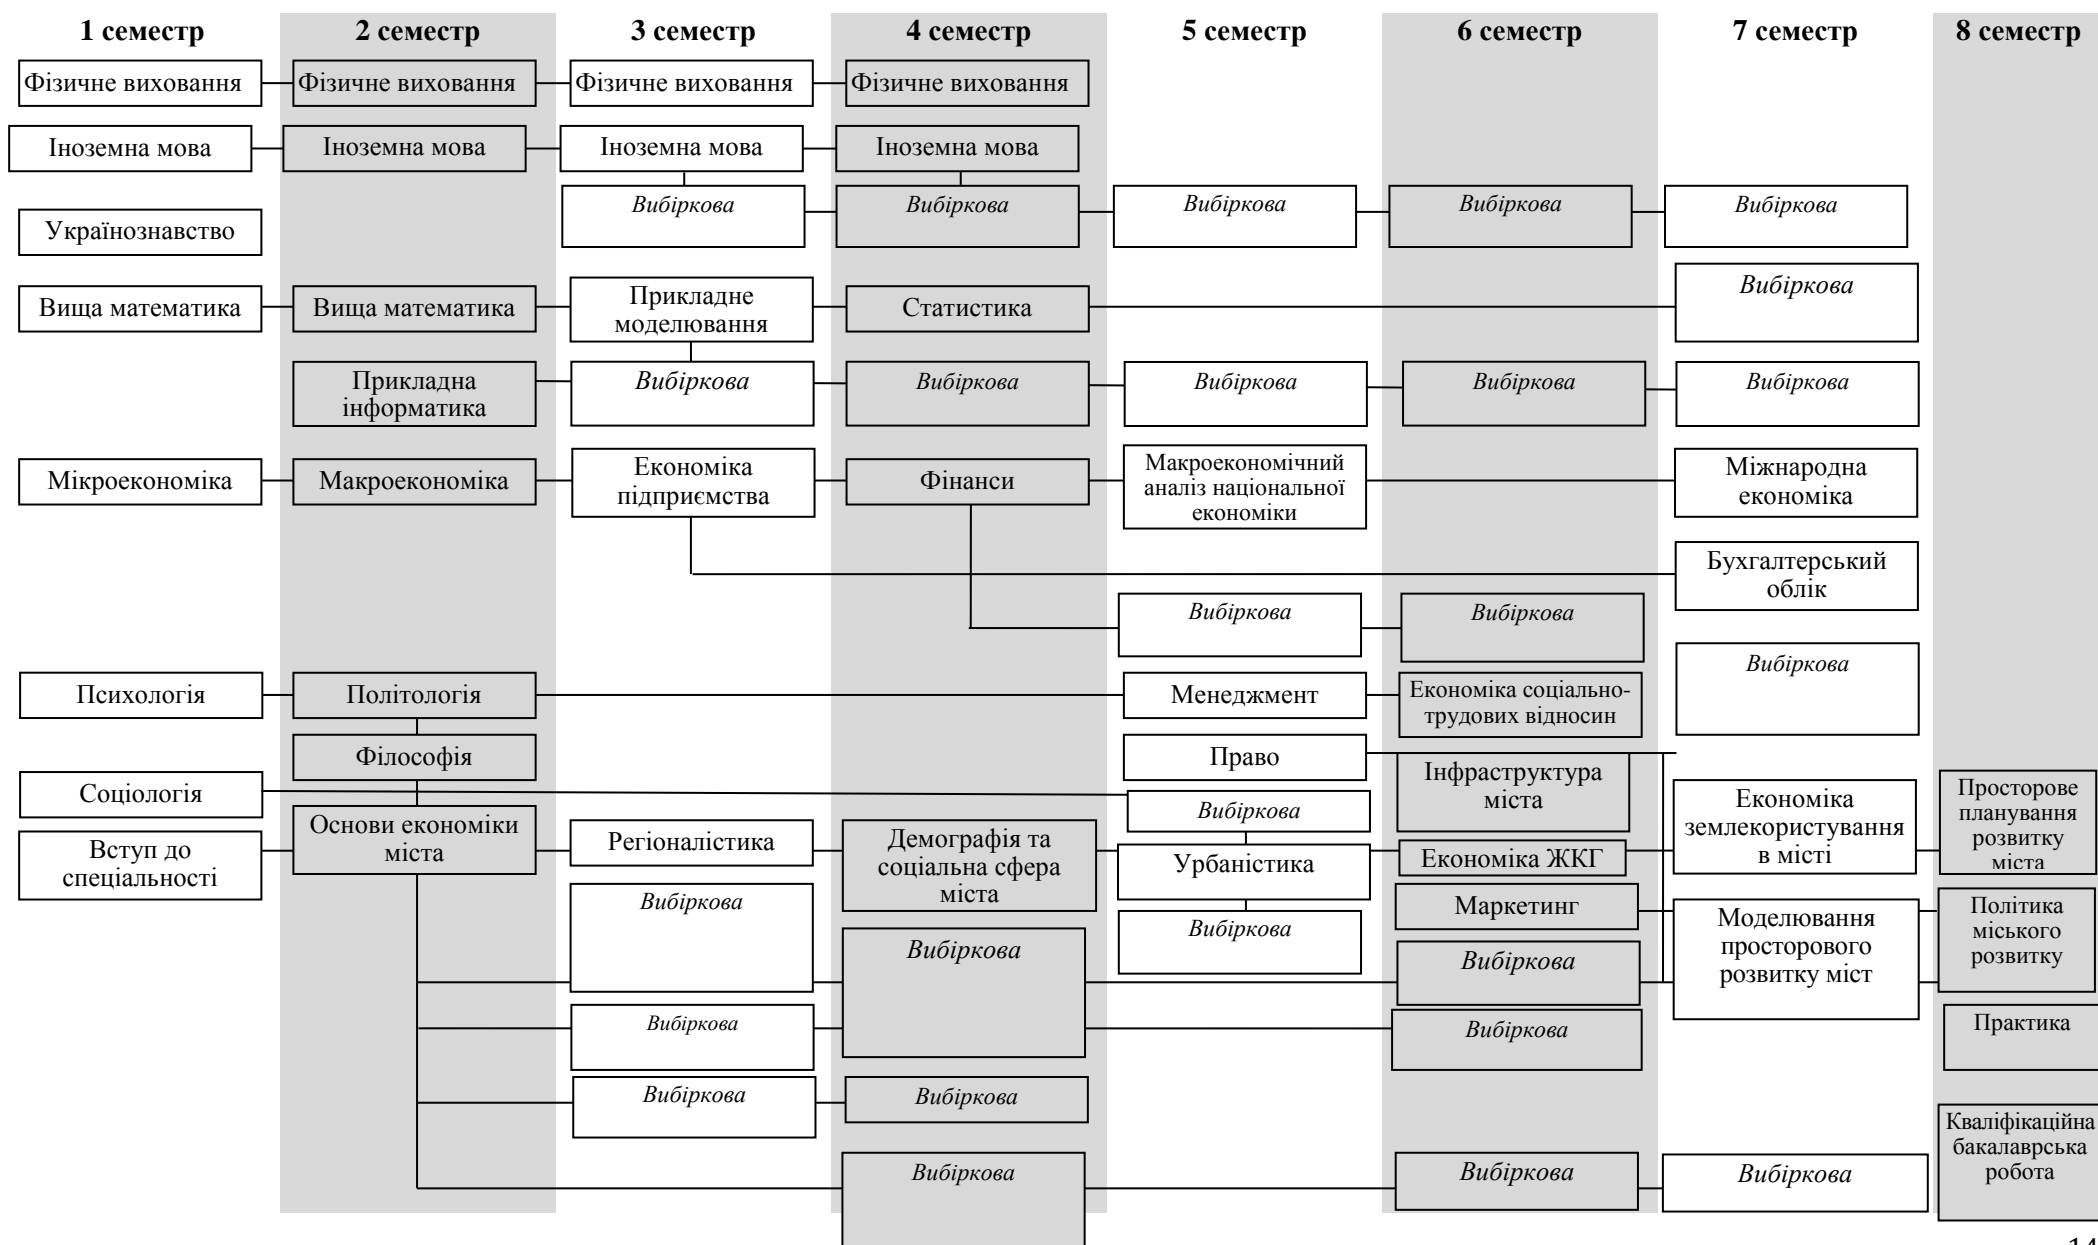 1 семестр
2 семестр
3 семестр
4 семестр
5 семестр
6 семестр
7 семестр
8 семестр
Фізичне виховання
Фізичне виховання
Фізичне виховання
Фізичне виховання
Іноземна мова
Іноземна мова
Іноземна мова
Іноземна мова
Вибіркова
Вибіркова
Вибіркова
Вибіркова
Вибіркова
Українознавство
Вища математика
Вища математика
Прикладне
моделювання
Статистика
Вибіркова
Прикладна
інформатика
Вибіркова
Вибіркова
Вибіркова
Вибіркова
Вибіркова
Мікроекономіка
Макроекономіка
Економіка
підприємства
Фінанси
Макроекономічний
аналіз національної
економіки
Міжнародна
економіка
Бухгалтерський
облік
Вибіркова
Вибіркова
Вибіркова
Психологія
Політологія
Менеджмент
Економіка соціально-
трудових відносин
Філософія
Право
Інфраструктура
міста
Соціологія
Вибіркова
Економіка
землекористування
в місті
Просторове
планування
розвитку
міста
Вступ до
спеціальності
Основи економіки
міста
Регіоналістика
Демографія та
соціальна сфера
міста
Урбаністика
Економіка ЖКГ
Вибіркова
Вибіркова
Маркетинг
Моделювання
просторового
розвитку міст
Політика
міського
розвитку
Вибіркова
Вибіркова
Вибіркова
Вибіркова
Практика
Вибіркова
Вибіркова
Кваліфікаційна
бакалаврська
робота
Вибіркова
Вибіркова
Вибіркова
14